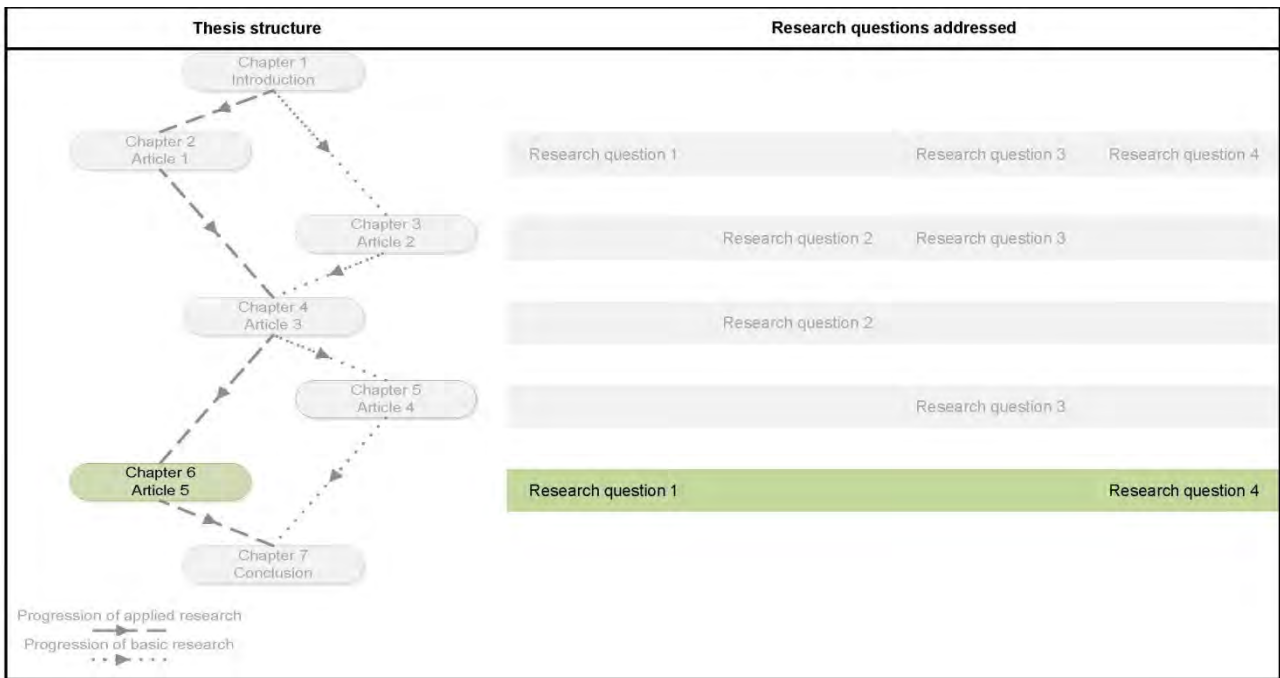 Thesis structure
Research questions addressed
Chapter 1
Introduction
Chapter 2
Article 1
Research question 1
Research question 3
Research question 4
Chapter 3
Article 2
Research question 2
Research question 3
Chapter 4
Article 3
Research question 2
Chapter 5
Article 4
Research question 3
Chapter 6
Article 5
Research question 1
Research question 4
Chapter 7
Conclusion
Progression of applied research
Progression of basic research